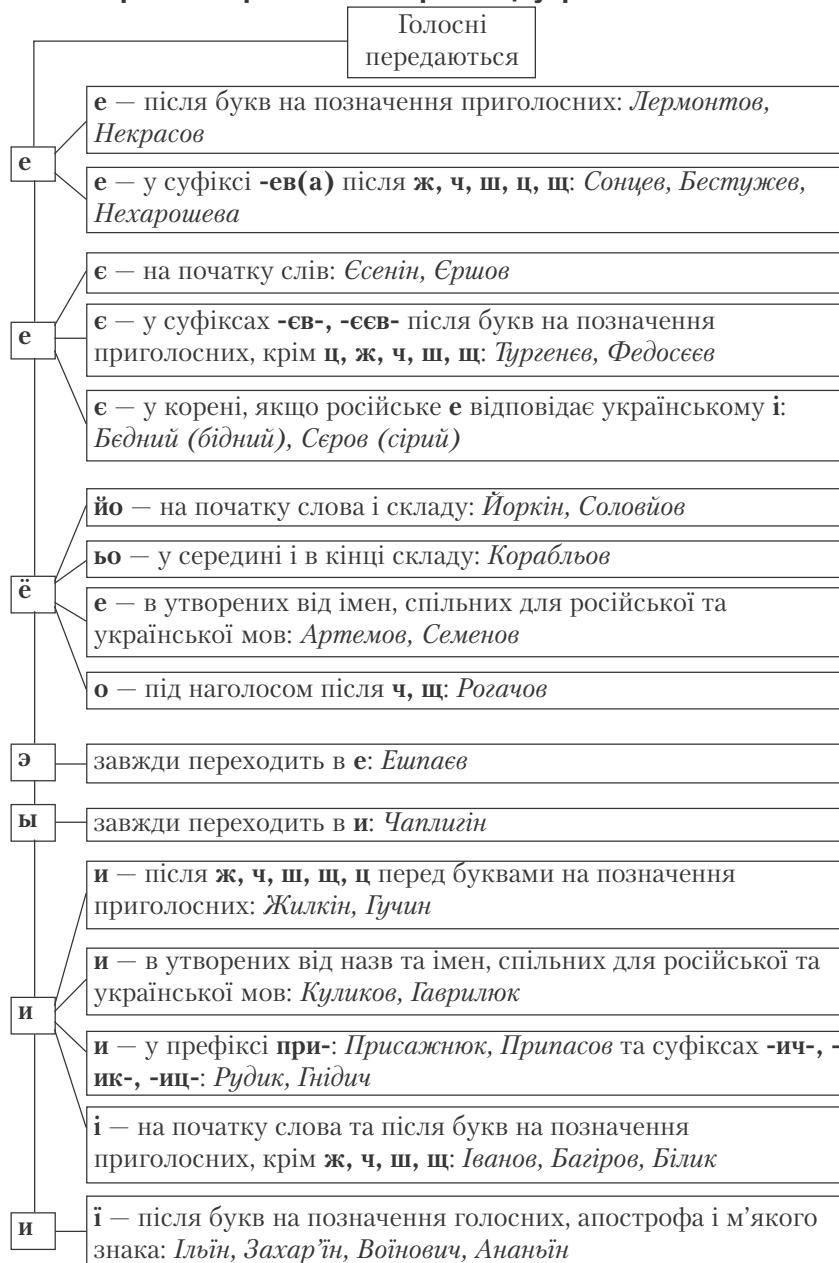 Голосні
передаються
е — після букв на позначення приголосних: Лермонтов,
Некрасов
е
е — у суфіксі -ев(а) після ж, ч, ш, ц, щ: Сонцев, Бестужев,
Нехарошева
є — на початку слів: Єсенін, Єршов
е
є — у суфіксах -єв-, -єєв- після букв на позначення
приголосних, крім ц, ж, ч, ш, щ: Тургенєв, Федосєєв
є — у корені, якщо російське е відповідає українському і:
Бєдний (бідний), Сєров (сірий)
йо — на початку слова і складу: Йоркін, Соловйов
ьо — у середині і в кінці складу: Корабльов
ё
е — в утворених від імен, спільних для російської та
української мов: Артемов, Семенов
о — під наголосом після ч, щ: Рогачов
э
завжди переходить в е: Ешпаєв
ы
завжди переходить в и: Чаплигін
и — після ж, ч, ш, щ, ц перед буквами на позначення
приголосних: Жилкін, Гучин
и — в утворених від назв та імен, спільних для російської та
української мов: Куликов, Гаврилюк
и
и — у префіксі при-: Присажнюк, Припасов та суфіксах -ич-, -
ик-, -иц-: Рудик, Гнідич
і — на початку слова та після букв на позначення
приголосних, крім ж, ч, ш, щ: Іванов, Багіров, Білик
и
ї — після букв на позначення голосних, апострофа і м’якого
знака: Ільїн, Захар’їн, Воїнович, Ананьїн